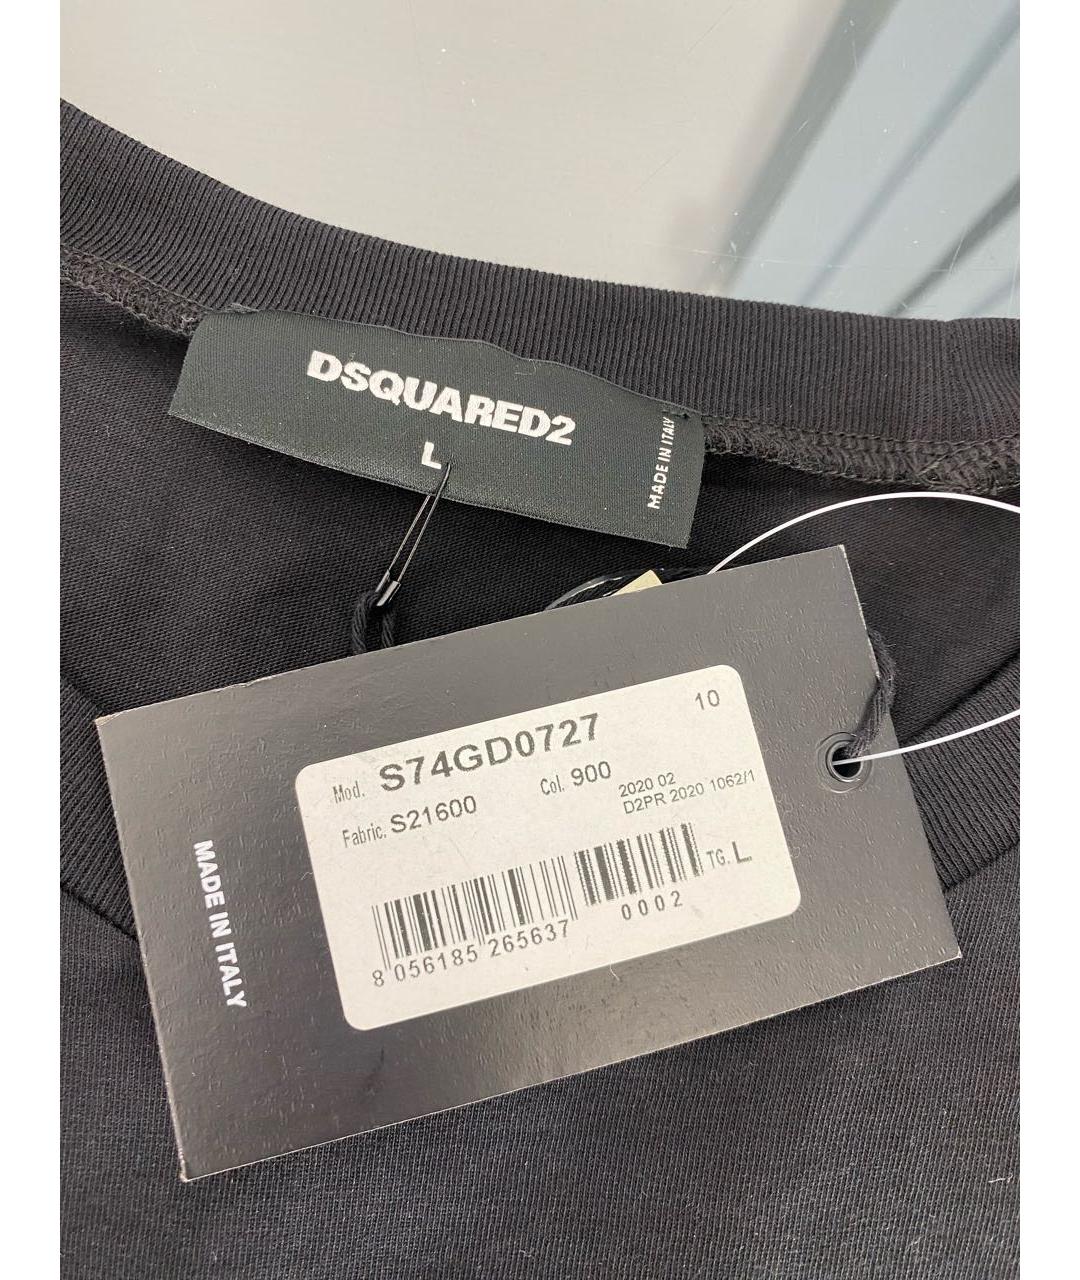 DSQUARED2
L
MADE IN ITALY
10
Mod. S74GD0727
Fabric. S21600 Col. 900
2020 02
D2PR 2020 1062/1
TG. L
0002
8 056185 265637
MADE IN ITALY